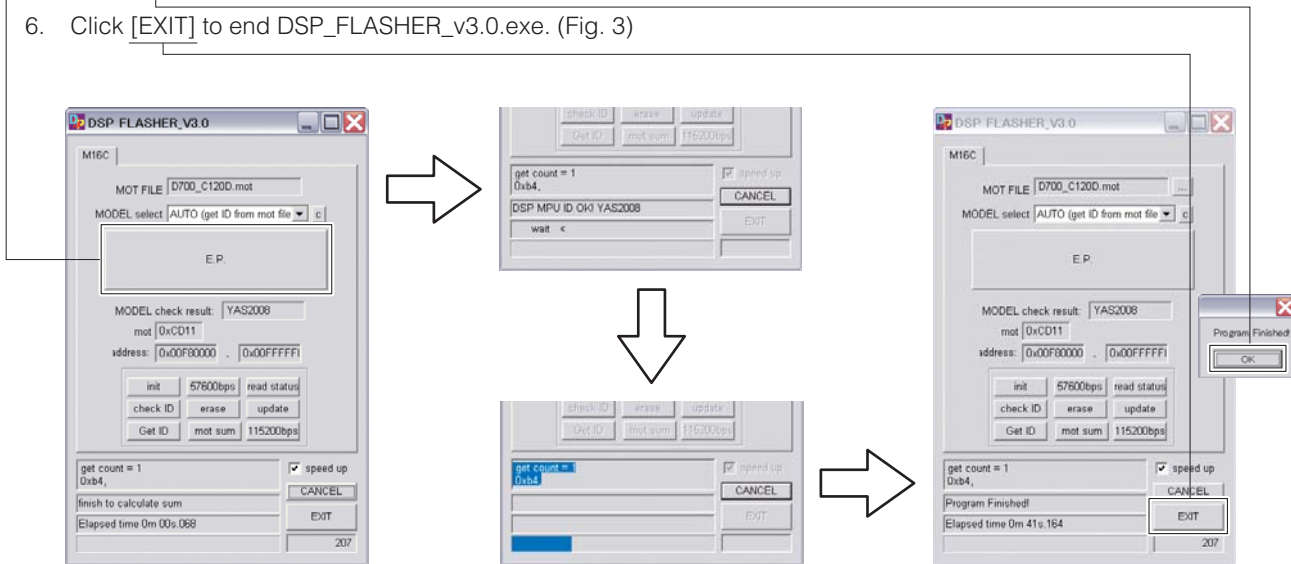 6. Click [EXIT] to end DSP_FLASHER_v3.0.exe. (Fig. 3)
DSP FLASHER_V3.0
M16C
MOT FILE D700_C120D.mot
MODEL select AUTO (get ID from mot file c
E.P.
MODEL check result: YAS2008
mot 0xCD11
address: 0x00F80000 - 0x00FFFFF
init 57600bps read status
check ID erase update
Get ID mot sum 115200bps
get count = 1
0xb4,
speed up
finish to calculate sum
CANCEL
Elapsed time 0m 00s.068
EXIT
207
check ID erase update
Get ID mot sum 115200bps
get count = 1
0xb4,
speed up
CANCEL
DSP MPU ID OK! YAS2008
EXIT
wait <
check ID erase update
Get ID mot sum 115200bps
get count = 1
0xb4,
speed up
CANCEL
EXIT
DSP FLASHER_V3.0
M16C
MOT FILE D700_C120D.mot ...
MODEL select AUTO (get ID from mot file c
E.P.
MODEL check result: YAS2008
mot 0xCD11
address: 0x00F80000 - 0x00FFFFF
init 57600bps read status
check ID erase update
Get ID mot sum 115200bps
get count = 1
0xb4,
speed up
CANCEL
Program Finished!
EXIT
Elapsed time 0m 41s.164
207
Program Finished!
OK